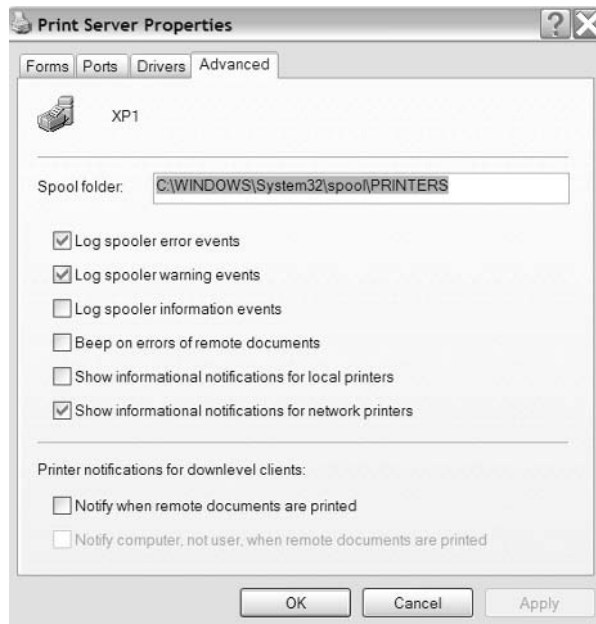 Print Server Properties
Forms Ports Drivers Advanced
XP1
Spool folder: C:\WINDOWS\System32\spool\PRINTERS
Log spooler error events
Log spooler warning events
Log spooler information events
Beep on errors of remote documents
Show informational notifications for local printers
Show informational notifications for network printers
Printer notifications for downlevel clients:
Notify when remote documents are printed
Notify computer, not user, when remote documents are printed
OK Cancel Apply